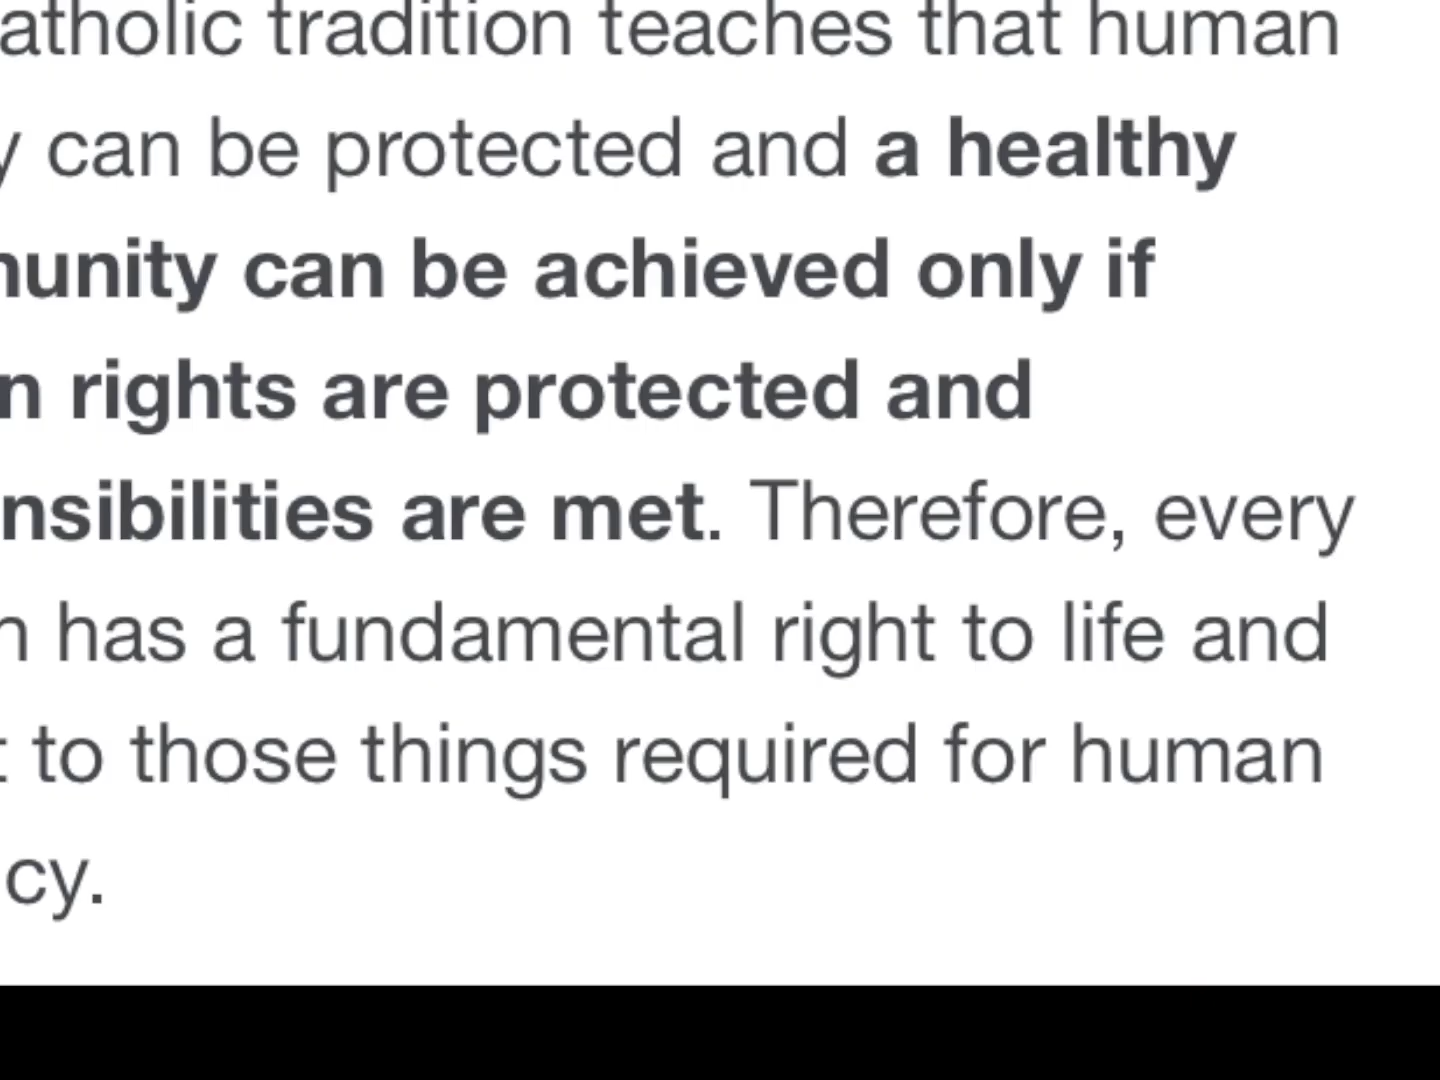 atholic tradition teaches that human
y can be protected and a healthy
unity can be achieved only if
n rights are protected and
nsibilities are met. Therefore, every
n has a fundamental right to life and
t to those things required for human
cy.